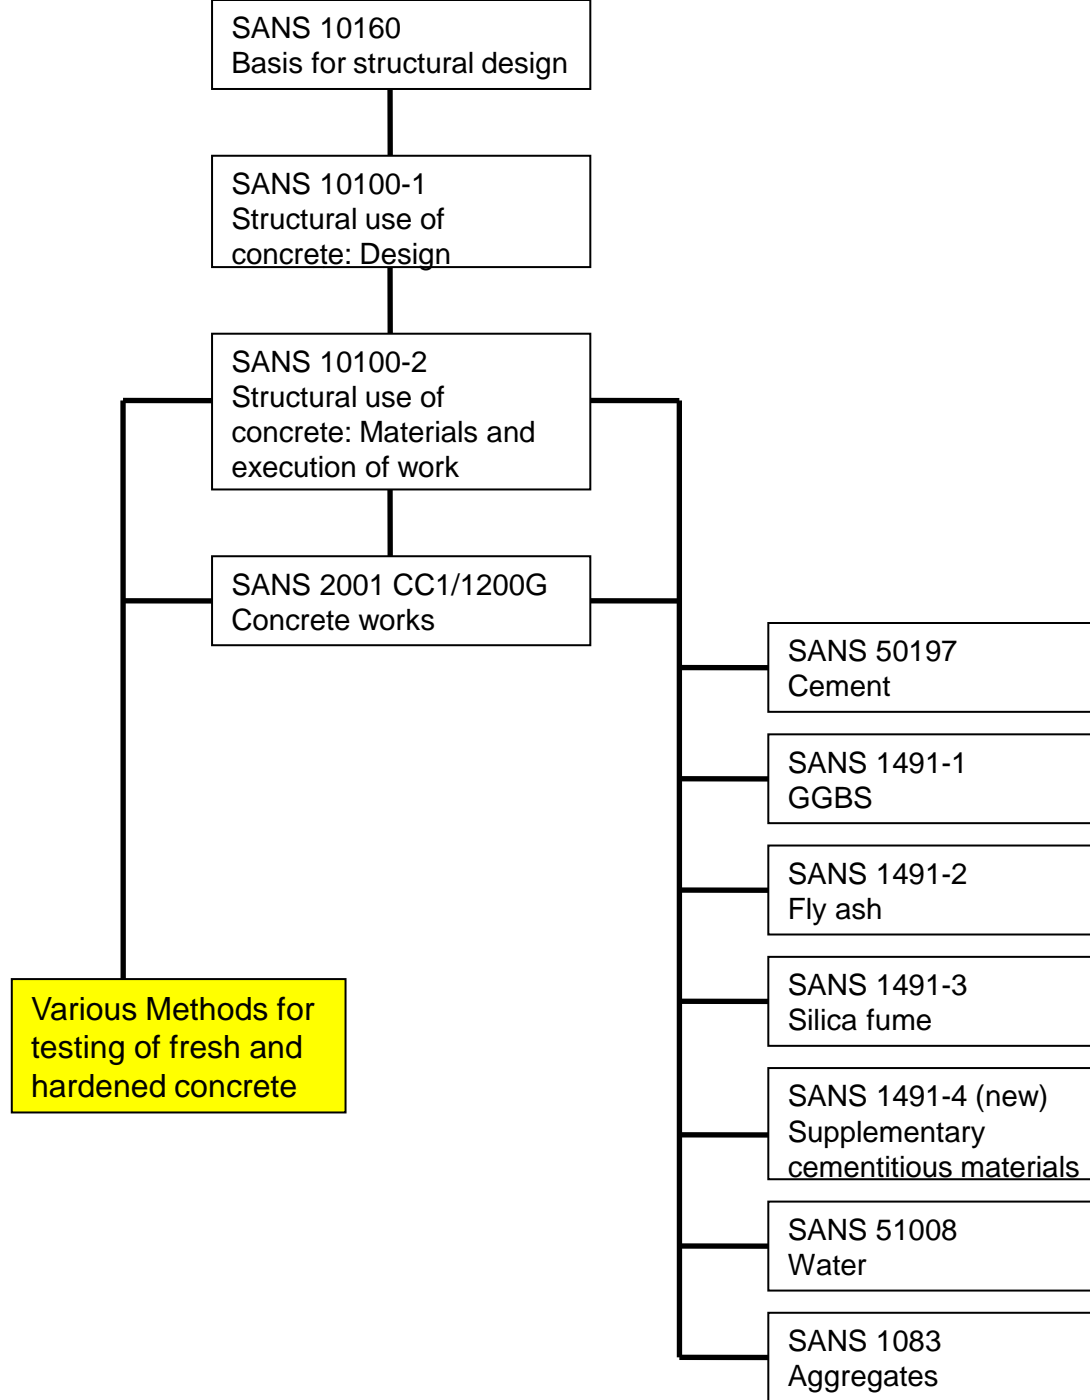 SANS 10160
Basis for structural design
SANS 10100-1
Structural use of
concrete: Design
SANS 10100-2
Structural use of
concrete: Materials and
execution of work
SANS 2001 CC1/1200G
Concrete works
SANS 50197
Cement
SANS 1491-1
GGBS
SANS 1491-2
Fly ash
SANS 1491-3
Silica fume
Various Methods for
testing of fresh and
hardened concrete
SANS 1491-4 (new)
Supplementary
cementitious materials
SANS 51008
Water
SANS 1083
Aggregates